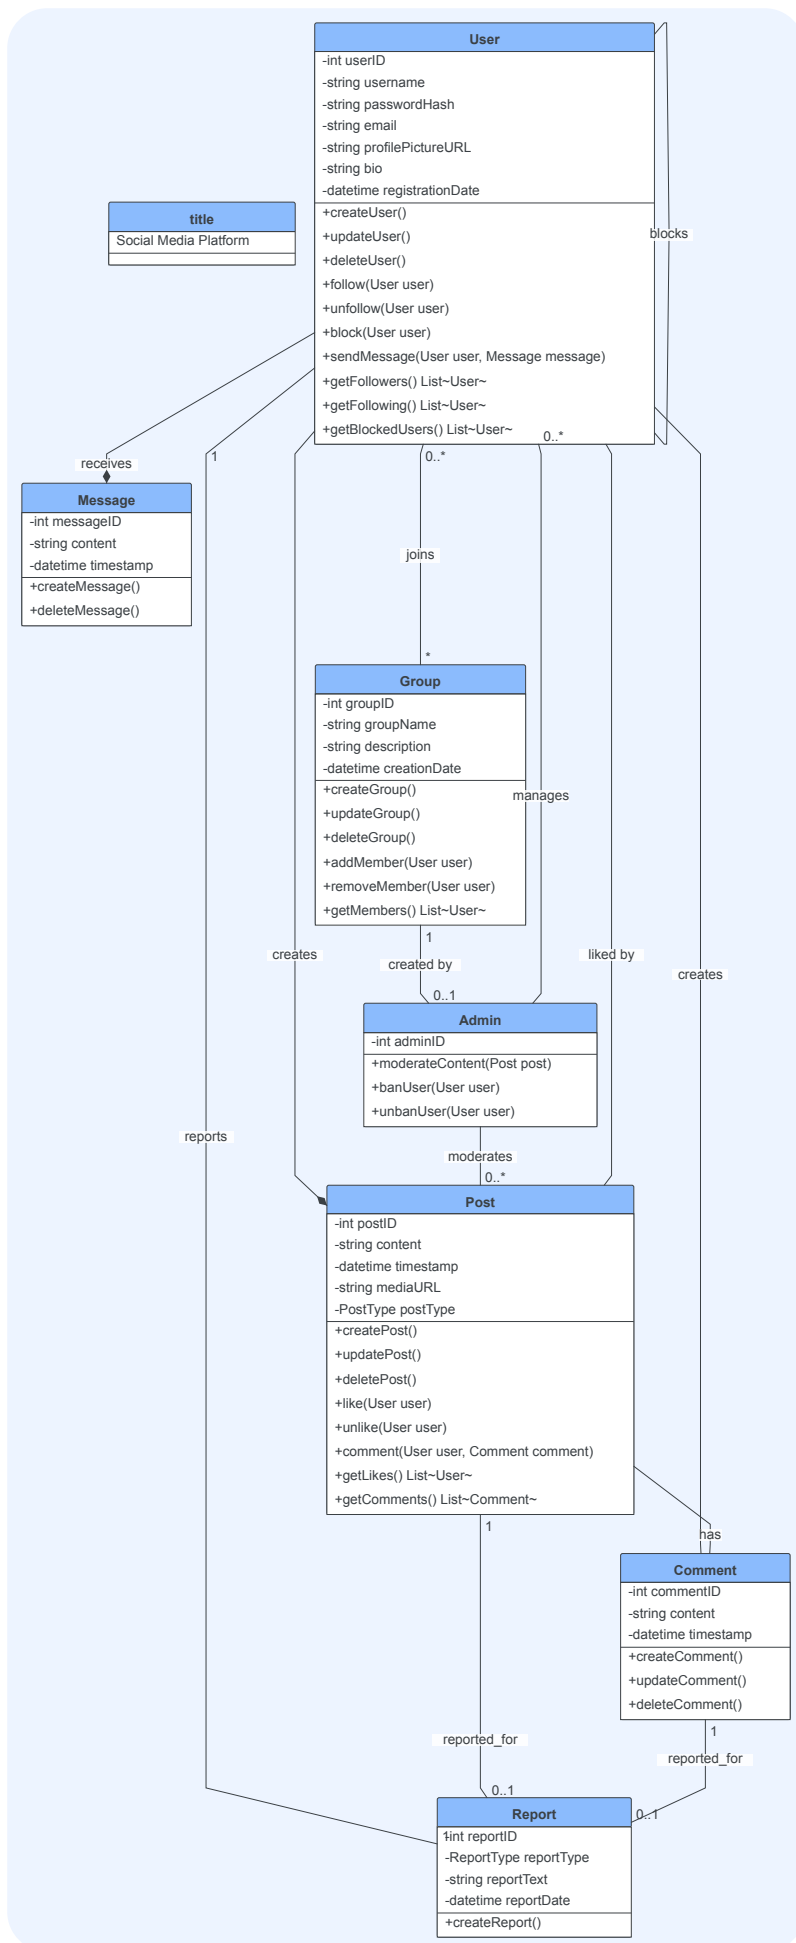 User
-int userID
-string username
-string passwordHash
-string email
-string profilePictureURL
-string bio
-datetime registrationDate
+createUser()
+updateUser()
+deleteUser()
+follow(User user)
+unfollow(User user)
+block(User user)
+sendMessage(User user, Message message)
+getFollowers() List~User~
+getFollowing() List~User~
+getBlockedUsers() List~User~
title
Social Media Platform
blocks
0..*
0..*
1
receives
Message
-int messageID
-string content
-datetime timestamp
+createMessage()
+deleteMessage()
joins
*
Group
-int groupID
-string groupName
-string description
-datetime creationDate
+createGroup()
+updateGroup()
+deleteGroup()
+addMember(User user)
+removeMember(User user)
+getMembers() List~User~
manages
1
creates
created by
liked by
creates
0..1
Admin
-int adminID
+moderateContent(Post post)
+banUser(User user)
+unbanUser(User user)
reports
moderates
0..*
Post
-int postID
-string content
-datetime timestamp
-string mediaURL
-PostType postType
+createPost()
+updatePost()
+deletePost()
+like(User user)
+unlike(User user)
+comment(User user, Comment comment)
+getLikes() List~User~
+getComments() List~Comment~
1
has
Comment
-int commentID
-string content
-datetime timestamp
+createComment()
+updateComment()
+deleteComment()
1
reported_for
reported_for
0..1
0..1
Report
1
-int reportID
-ReportType reportType
-string reportText
-datetime reportDate
+createReport()